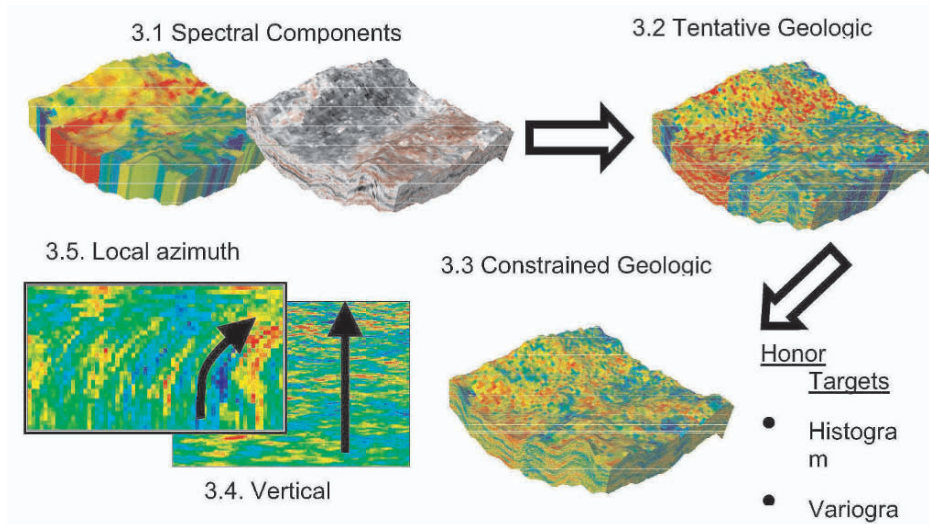 3.1 Spectral Components
3.2 Tentative Geologic
3.5. Local azimuth
3.3 Constrained Geologic
Honor
Targets
• Histogra
m
• Variogra
3.4. Vertical